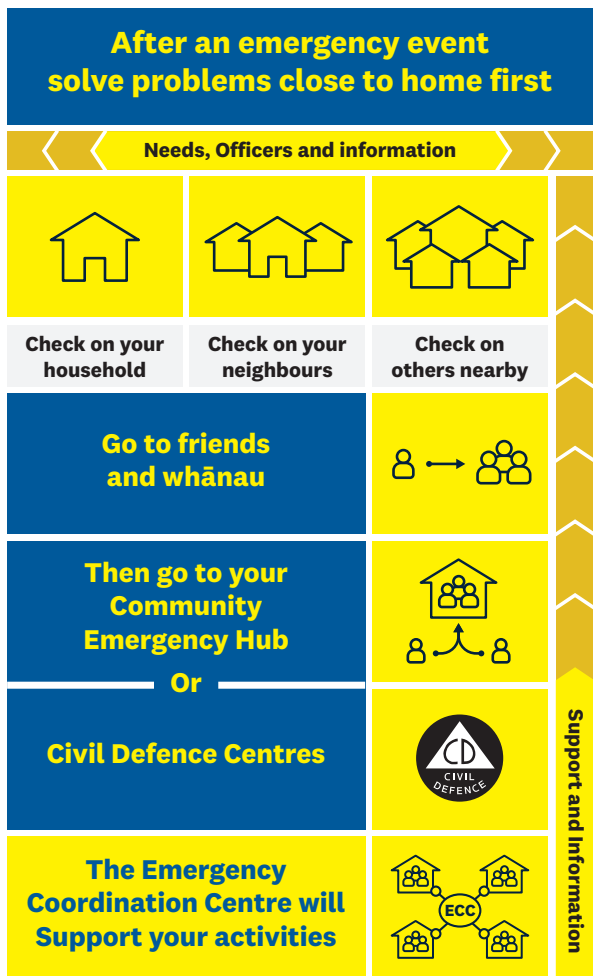 After an emergency event
solve problems close to home first
Needs, Officers and information
Check on your
household
Check on your
neighbours
Check on
others nearby
Go to friends
and whānau
Then go to your
Community
Emergency Hub
Or
Civil Defence Centres
CD
CIVIL
DEFENCE
The Emergency
Coordination Centre will
Support your activities
ECC
Support and Information